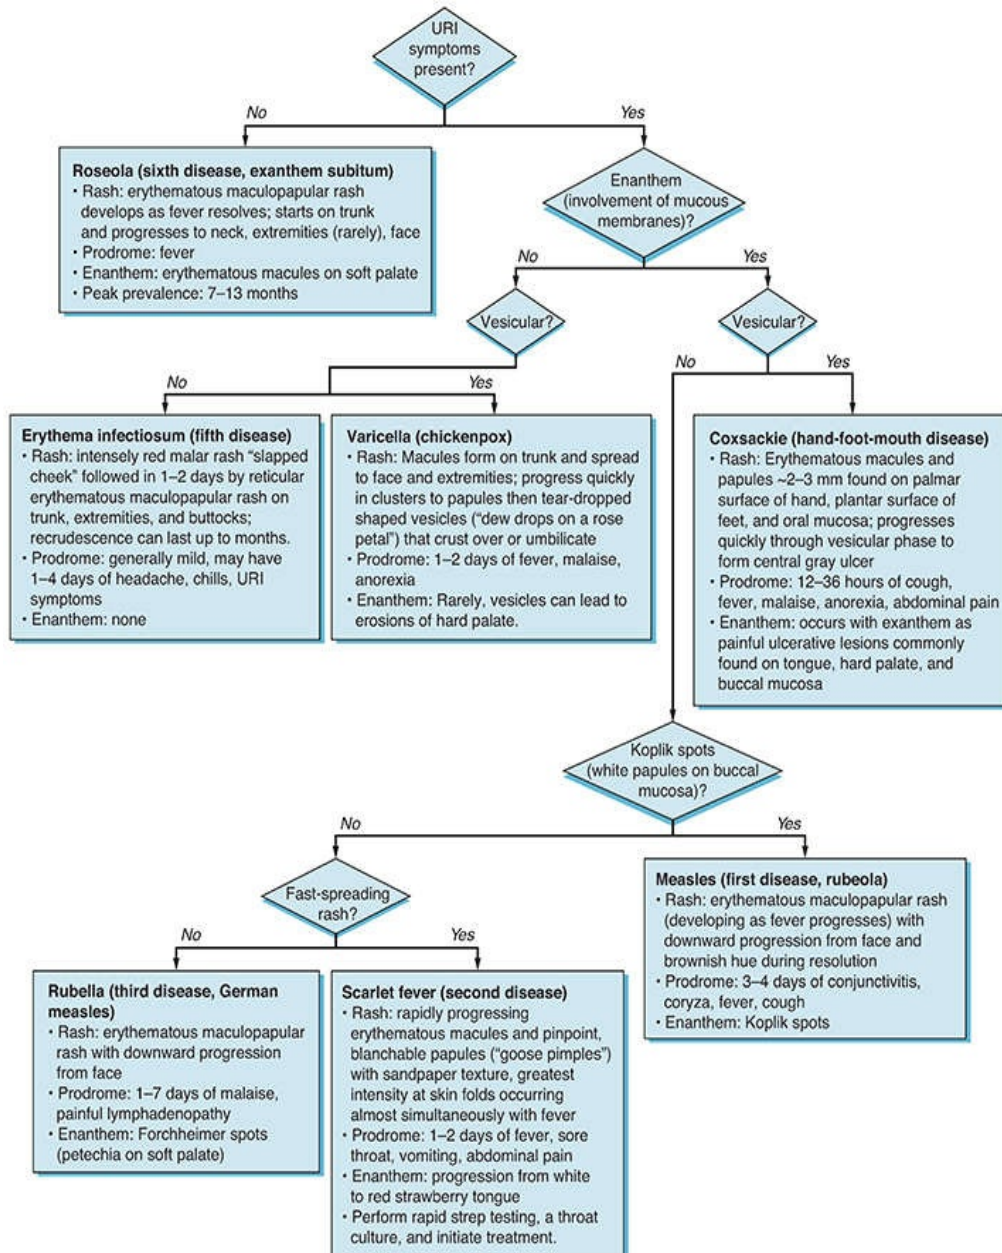 URI
symptoms
present?
No
Yes
Roseola (sixth disease, exanthem subitum)
• Rash: erythematous maculopapular rash
develops as fever resolves; starts on trunk
and progresses to neck, extremities (rarely), face
• Prodrome: fever
• Enanthem: erythematous macules on soft palate
• Peak prevalence: 7–13 months
Enanthem
(involvement of mucous
membranes)?
No
Yes
Vesicular?
Vesicular?
No
Yes
No
Yes
Erythema infectiosum (fifth disease)
• Rash: intensely red malar rash “slapped
cheek” followed in 1–2 days by reticular
erythematous maculopapular rash on
trunk, extremities, and buttocks;
recrudescence can last up to months.
• Prodrome: generally mild, may have
1–4 days of headache, chills, URI
symptoms
• Enanthem: none
Varicella (chickenpox)
• Rash: Macules form on trunk and spread
to face and extremities; progress quickly
in clusters to papules then tear-dropped
shaped vesicles (“dew drops on a rose
petal”) that crust over or umbilicate
• Prodrome: 1–2 days of fever, malaise,
anorexia
• Enanthem: Rarely, vesicles can lead to
erosions of hard palate.
Coxsackie (hand-foot-mouth disease)
• Rash: Erythematous macules and
papules ~2–3 mm found on palmar
surface of hand, plantar surface of
feet, and oral mucosa; progresses
quickly through vesicular phase to
form central gray ulcer
• Prodrome: 12–36 hours of cough,
fever, malaise, anorexia, abdominal pain
• Enanthem: occurs with exanthem as
painful ulcerative lesions commonly
found on tongue, hard palate, and
buccal mucosa
Koplik spots
(white papules on buccal
mucosa)?
No
Yes
Fast-spreading
rash?
No
Yes
Measles (first disease, rubeola)
• Rash: erythematous maculopapular rash
(developing as fever progresses) with
downward progression from face and
brownish hue during resolution
• Prodrome: 3–4 days of conjunctivitis,
coryza, fever, cough
• Enanthem: Koplik spots
Rubella (third disease, German
measles)
• Rash: erythematous maculopapular
rash with downward progression
from face
• Prodrome: 1–7 days of malaise,
painful lymphadenopathy
• Enanthem: Forchheimer spots
(petechia on soft palate)
Scarlet fever (second disease)
• Rash: rapidly progressing
erythematous macules and pinpoint,
blanchable papules (“goose pimples”)
with sandpaper texture, greatest
intensity at skin folds occurring
almost simultaneously with fever
• Prodrome: 1–2 days of fever, sore
throat, vomiting, abdominal pain
• Enanthem: progression from white
to red strawberry tongue
• Perform rapid strep testing, a throat
culture, and initiate treatment.